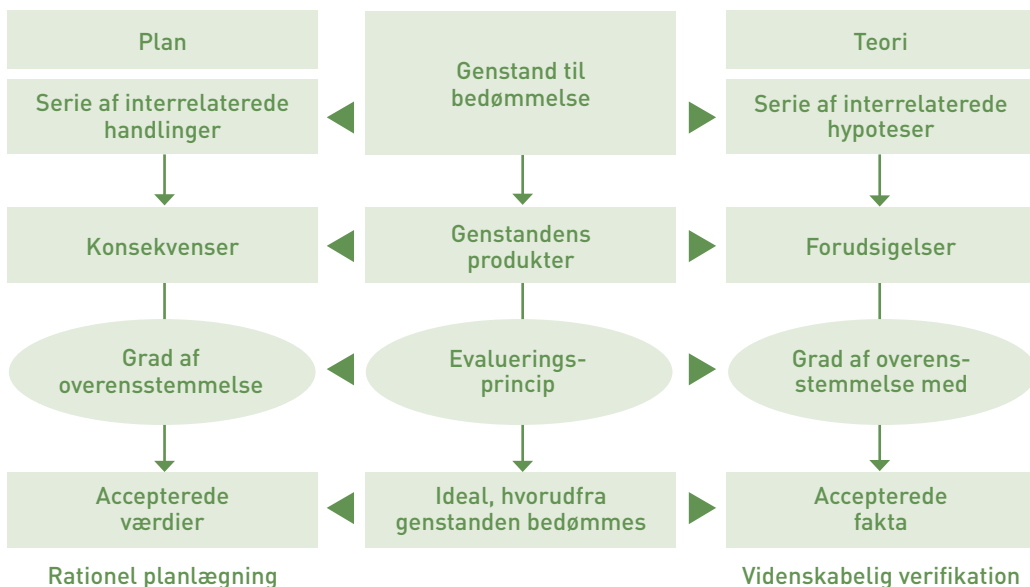 Plan
Serie af interrelaterede
handlinger
Genstand til
bedømmelse
Teori
Serie af interrelaterede
hypoteser
Konsekvenser
Genstandens
produkter
Forudsigelser
Grad af
overensstemmelse
Evaluerings-
princip
Grad af overens-
stemmelse med
Accepterede
værdier
Ideal, hvorudfra
genstanden bedømmes
Accepterede
fakta
Rationel planlægning
Videnskabelig verifikation